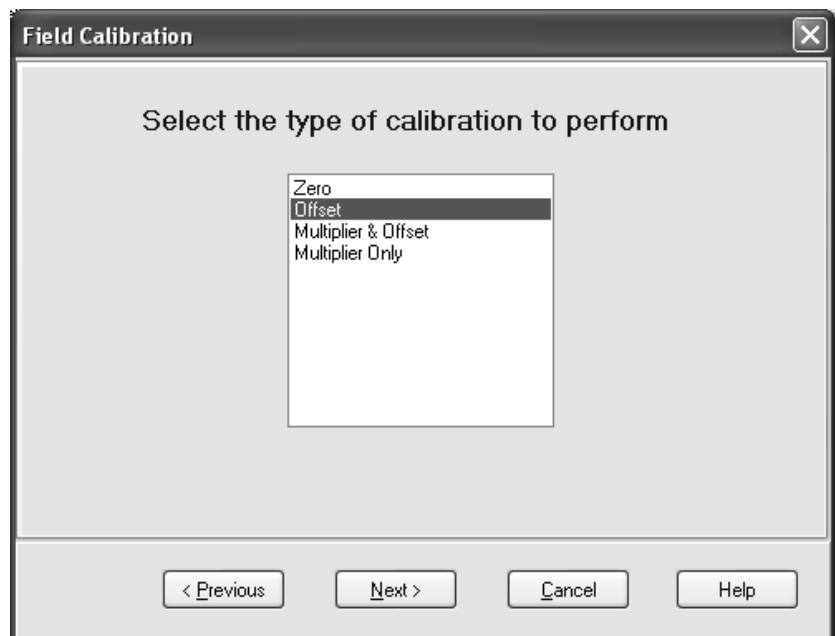 Field Calibration
Select the type of calibration to perform
Zero
Offset
Multiplier & Offset
Multiplier Only
< Previous
Next >
Cancel
Help